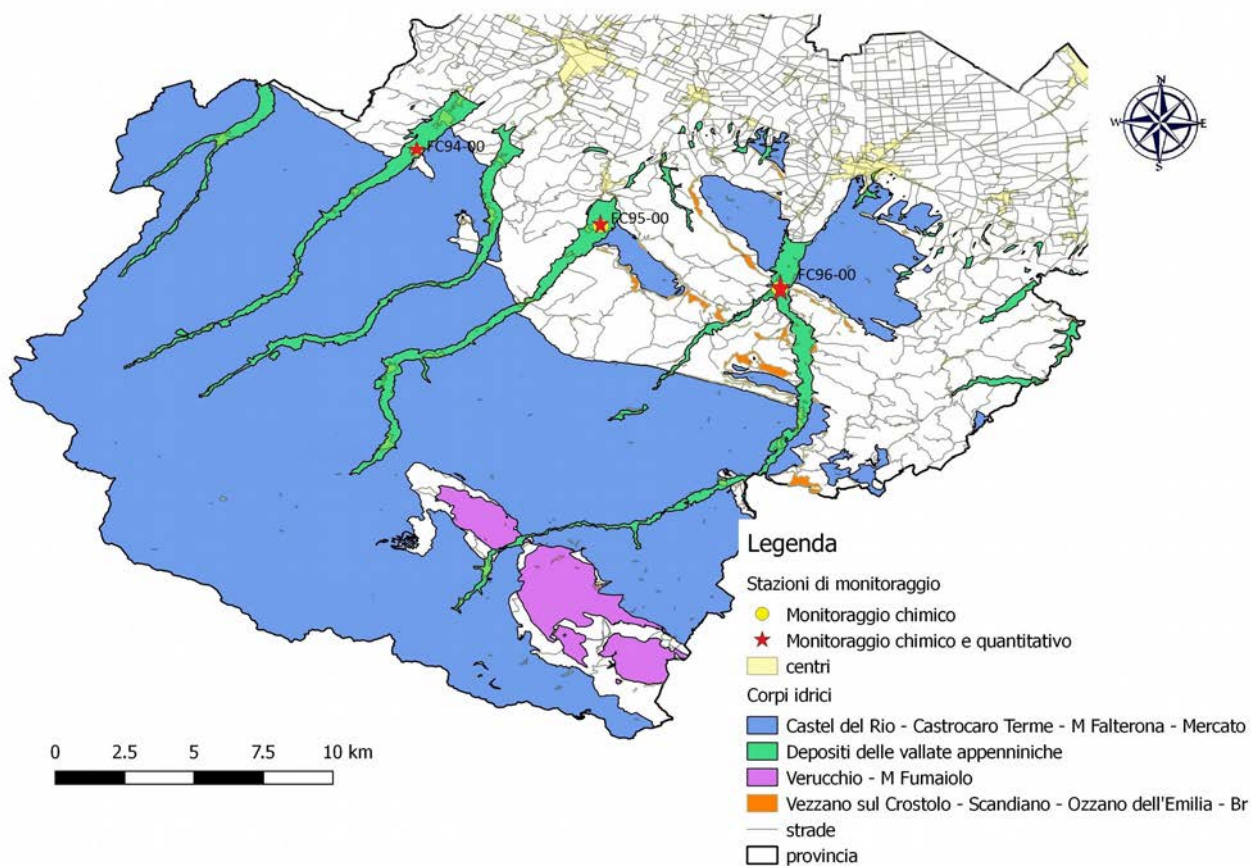 N
W E
S
FC94-00
FC95-00
FC96-00
Legenda
Stazioni di monitoraggio
Monitoraggio chimico
Monitoraggio chimico e quantitativo
centri
Corpi idrici
Castel del Rio - Castrocaro Terme - M Falterona - Mercato
Depositi delle vallate appenniniche
Verucchio - M Fumaiolo
Vezzano sul Crostolo - Scandiano - Ozzano dell'Emilia - Br
strade
provincia
0 2.5 5 7.5 10 km